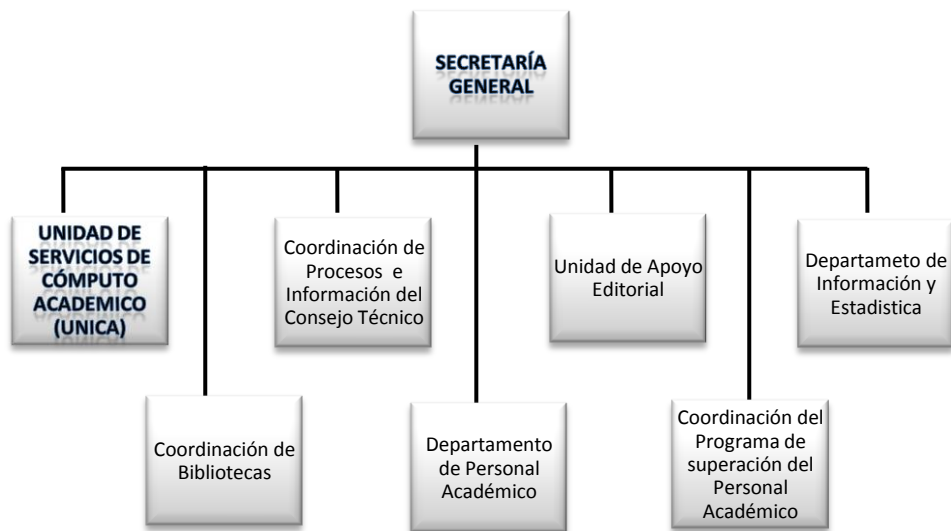 SECRETARÍA
GENERAL
UNIDAD DE
SERVICIOS DE
CÓMPUTO
ACADEMICO
(UNICA)
Coordinación de
Procesos e
Información del
Consejo Técnico
Unidad de Apoyo
Editorial
Departameto de
Información y
Estadistica
Coordinación de
Bibliotecas
Departamento
de Personal
Académico
Coordinación del
Programa de
superación del
Personal
Académico